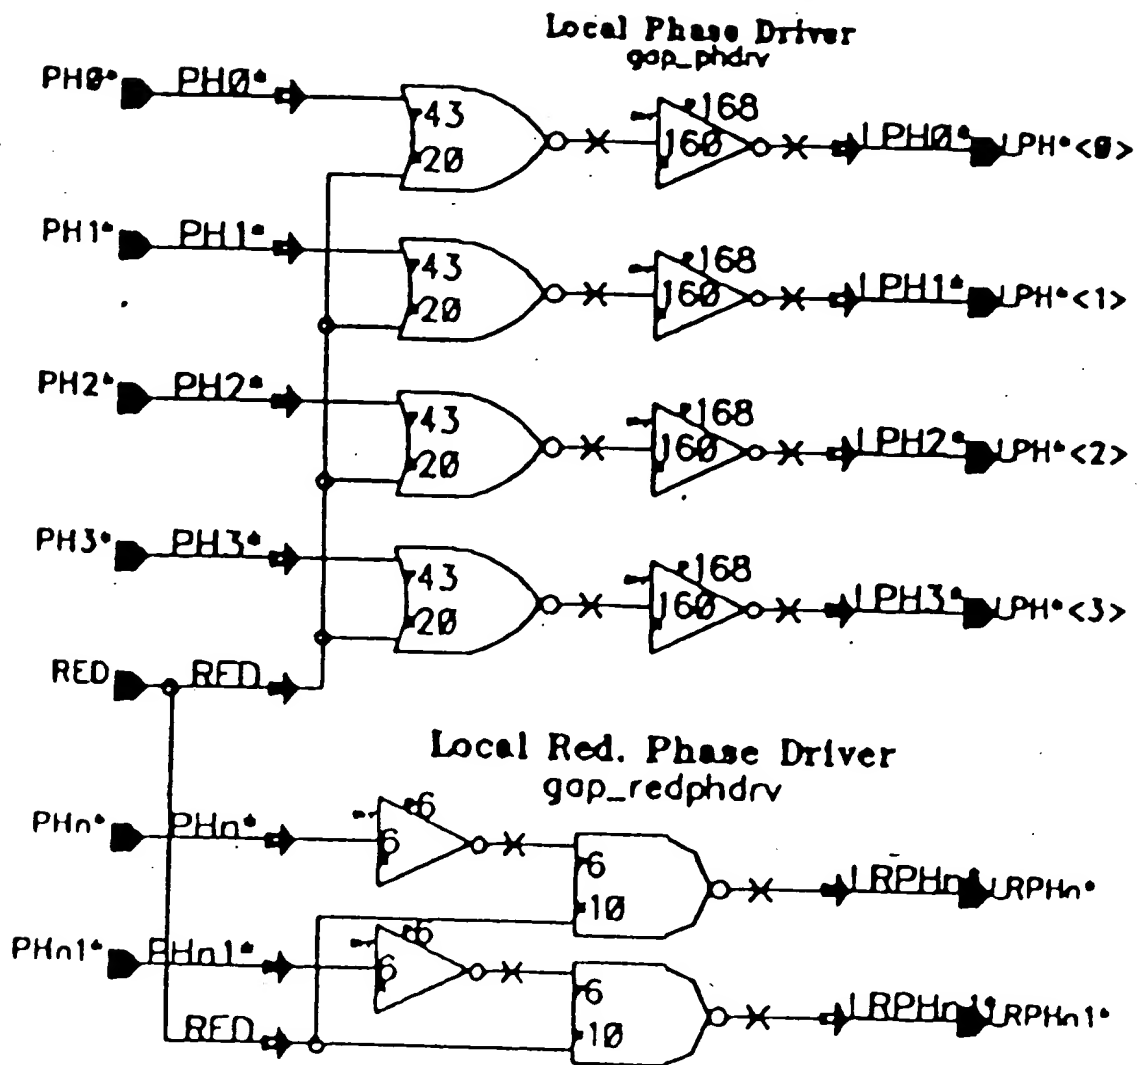 Local Phase Driver
gap_phdrv
PH0* PH0* 43 20 168 160 LPH0* LPH*<0>
PH1* PH1* 43 20 168 160 LPH1* LPH*<1>
PH2* PH2* 43 20 168 160 LPH2* LPH*<2>
PH3* PH3* 43 20 168 160 LPH3* LPH*<3>
RED RED
Local Red. Phase Driver
gap_redphdrv
PHn* PHn* 6 6 6 10 LRPHn* LRPHn*
PHn1* PHn1* 6 6 6 10 LRPHn1* LRPHn1*
RED